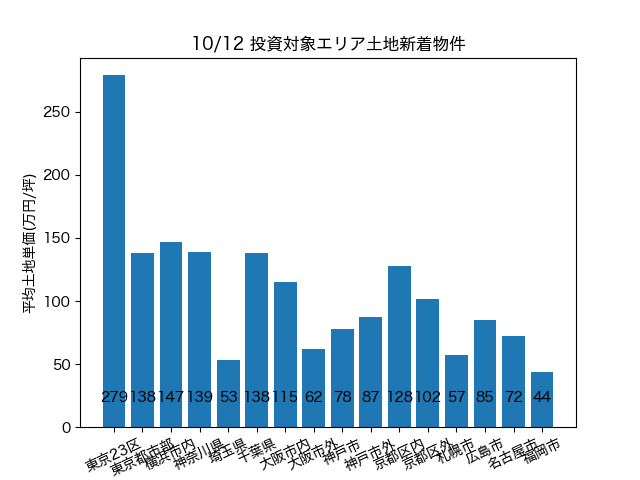 10/12 投資対象エリア土地新着物件
平均土地単価(万円/坪)
250
200
150
100
50
0
279 138 147 139 53 138 115 62 78 87 128 102 57 85 72 44
東京23区 東京都市部 横浜市内 神奈川県 埼玉県 千葉県 大阪市内 大阪市外 神戸市 神戸市外 京都区内 京都区外 札幌市 広島市 名古屋市 福岡市